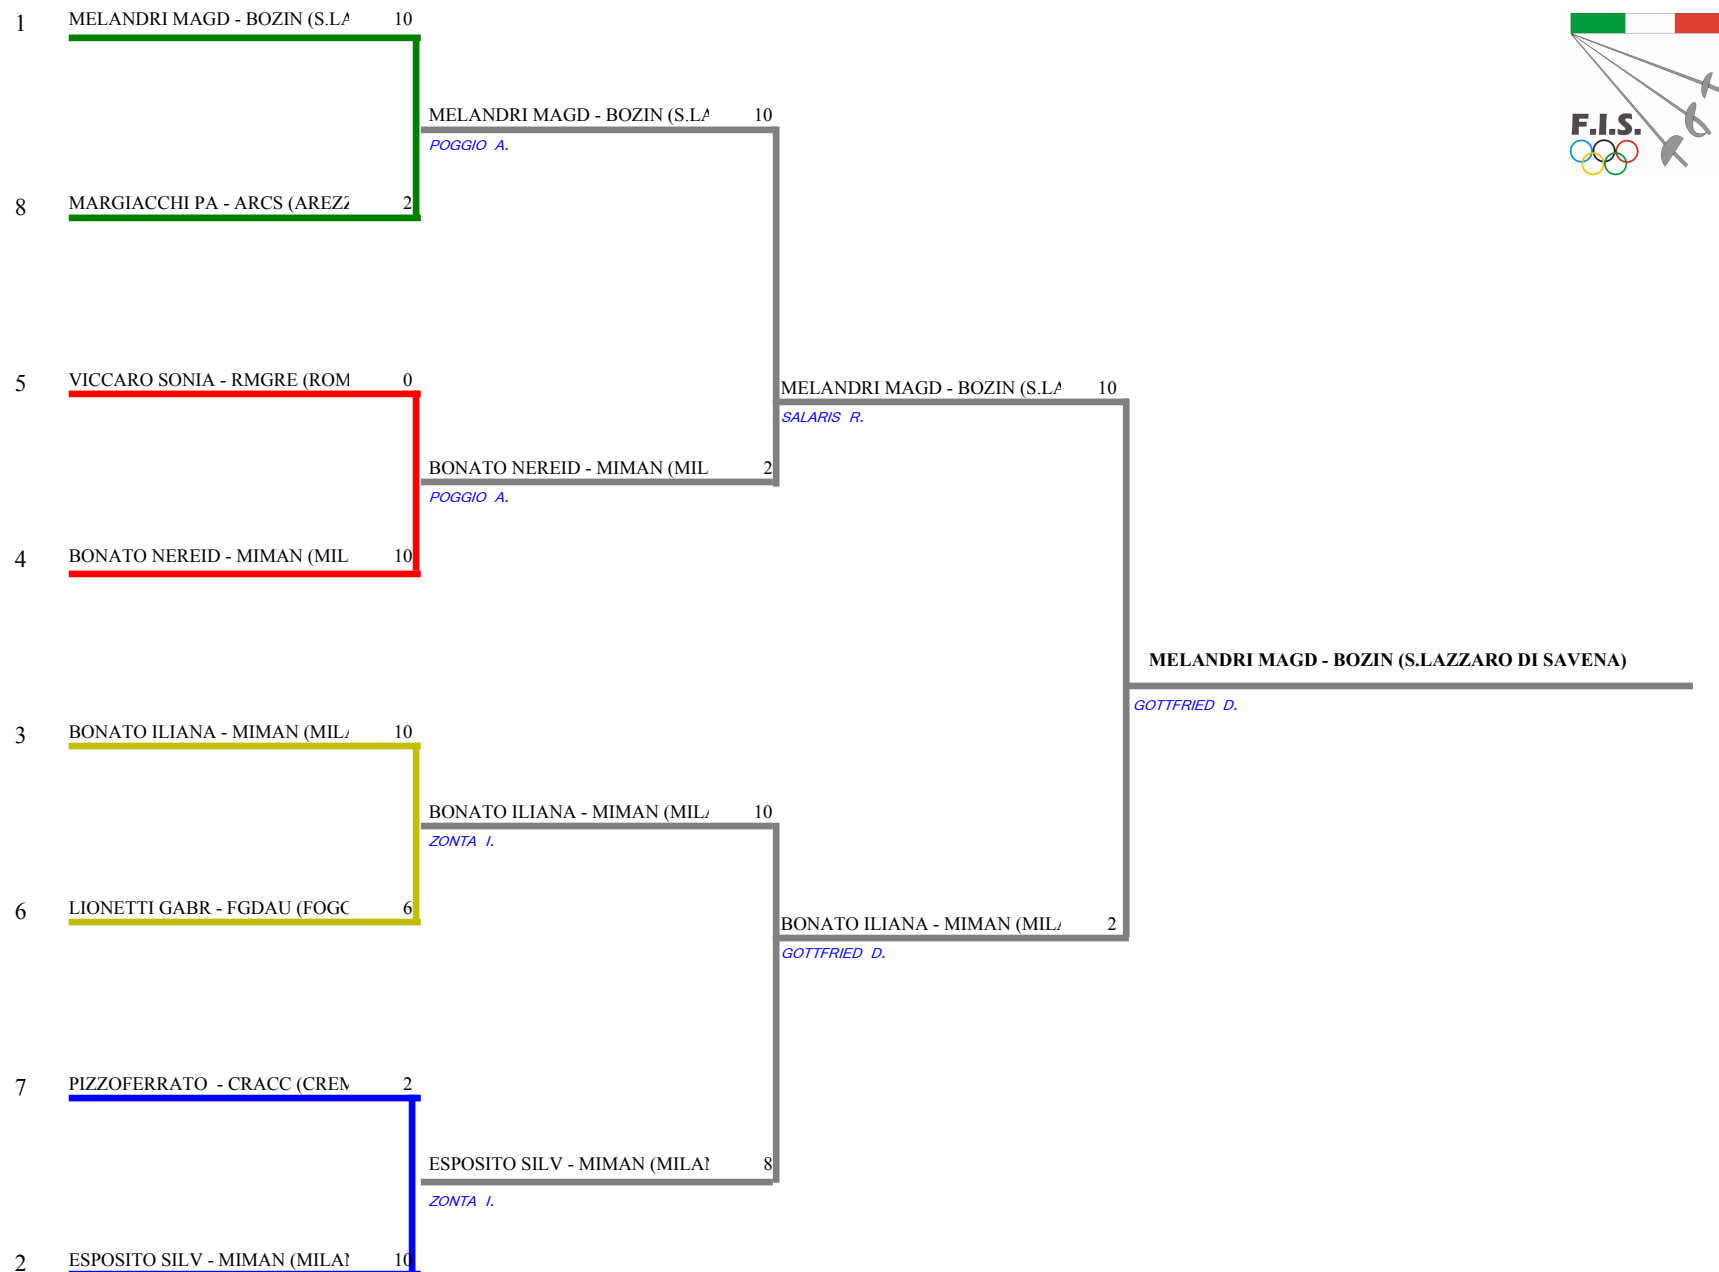 1 MELANDRI MAGD - BOZIN (S.LA 10
F.I.S.
MELANDRI MAGD - BOZIN (S.LA 10
POGGIO A.
8 MARGIACCHI PA - ARCS (AREZZ 2
5 VICCARO SONIA - RMGRE (ROM 0
MELANDRI MAGD - BOZIN (S.LA 10
SALARIS R.
BONATO NEREID - MIMAN (MIL 2
POGGIO A.
4 BONATO NEREID - MIMAN (MIL 10
MELANDRI MAGD - BOZIN (S.LAZZARO DI SAVENA)
GOTTFRIED D.
3 BONATO ILIANA - MIMAN (MILA 10
BONATO ILIANA - MIMAN (MILA 10
ZONTA I.
6 LIONETTI GABR - FGDAU (FOGG 6
BONATO ILIANA - MIMAN (MILA 2
GOTTFRIED D.
7 PIZZOFERRATO - CRACC (CREM 2
ESPOSITO SILV - MIMAN (MILAN 8
ZONTA I.
2 ESPOSITO SILV - MIMAN (MILAN 10